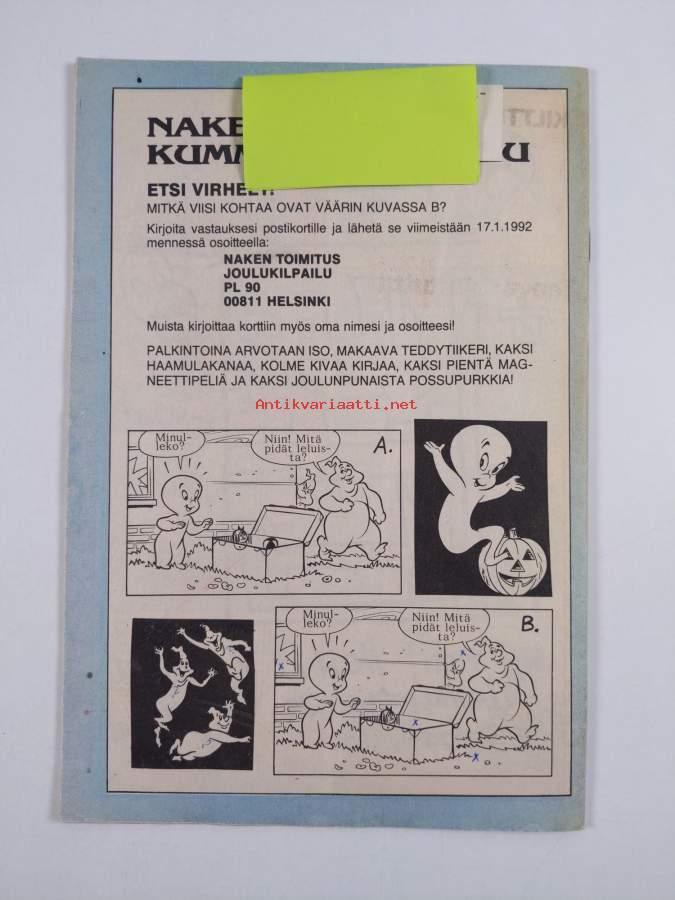 ETSI VIRHEET!
MITKÄ VIISI KOHTAA OVAT VÄÄRIN KUVASSA B?
Kirjoita vastauksesi postikortille ja lähetä se viimeistään 17.1.1992
mennessä osoitteella:
NAKEN TOIMITUS
JOULUKILPAILU
PL 90
00811 HELSINKI
Muista kirjoittaa korttiin myös oma nimesi ja osoitteesi!
PALKINTOINA ARVOTAAN ISO, MAKAAVA TEDDYTIIKERI, KAKSI
HAAMULAKANAA, KOLME KIVAA KIRJAA, KAKSI PIENTÄ MAG-
NEETTIPELIÄ JA KAKSI JOULUNPUNAISTA POSSUPURKKIA!
Antikvariaatti.net
Minul-
leko?
Niin! Mitä
pidät leluis-
ta?
A.
Minul-
leko?
Niin! Mitä
pidät leluis-
ta?
B.